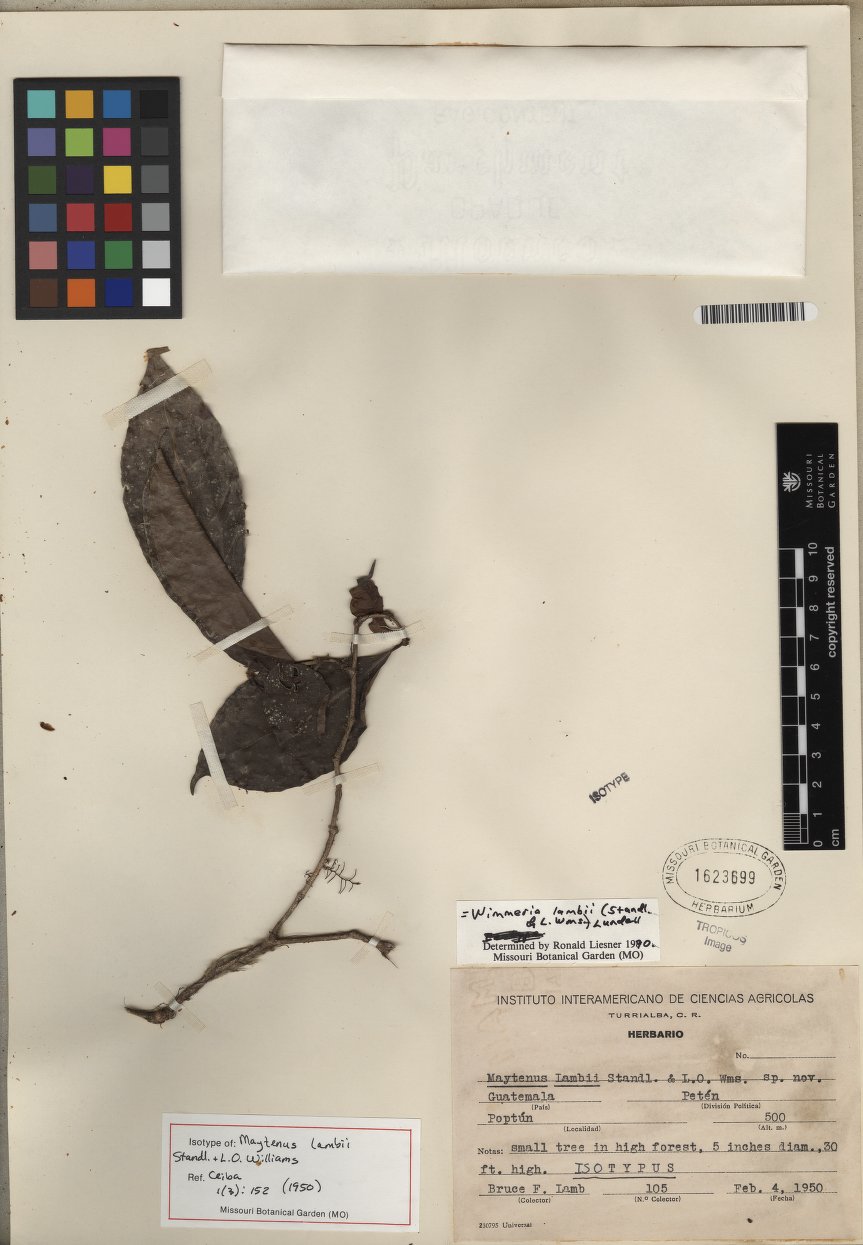 MISSOURI
BOTANICAL
GARDEN
copyright reserved
10
9
8
7
6
5
4
3
2
1
0
cm
ISOTYPE
MISSOURI BOTANICAL GARDEN
1623699
HERBARIUM
TROPICOS
Image
= Wimmeria lambii (Standl.
& L. Wms.) Lundell
Determined by Ronald Liesner 1990.
Missouri Botanical Garden (MO)
INSTITUTO INTERAMERICANO DE CIENCIAS AGRICOLAS
TURRIALBA, C. R.
HERBARIO
No.
Maytenus Lambii Standl. & L.O. Wms. sp. nov.
Guatemala Petén
(País) (División Política)
Poptún 500
(Localidad) (Alt. m.)
Notas: small tree in high forest, 5 inches diam.,30
ft. high. ISOTYPUS
Bruce F. Lamb 105 Feb. 4, 1950
(Colector) (N.º Colector) (Fecha)
230795 Universal
Isotype of: Maytenus lambii
Standl. + L.O. Williams
Ref. Ceiba
1(3): 152 (1950)
Missouri Botanical Garden (MO)